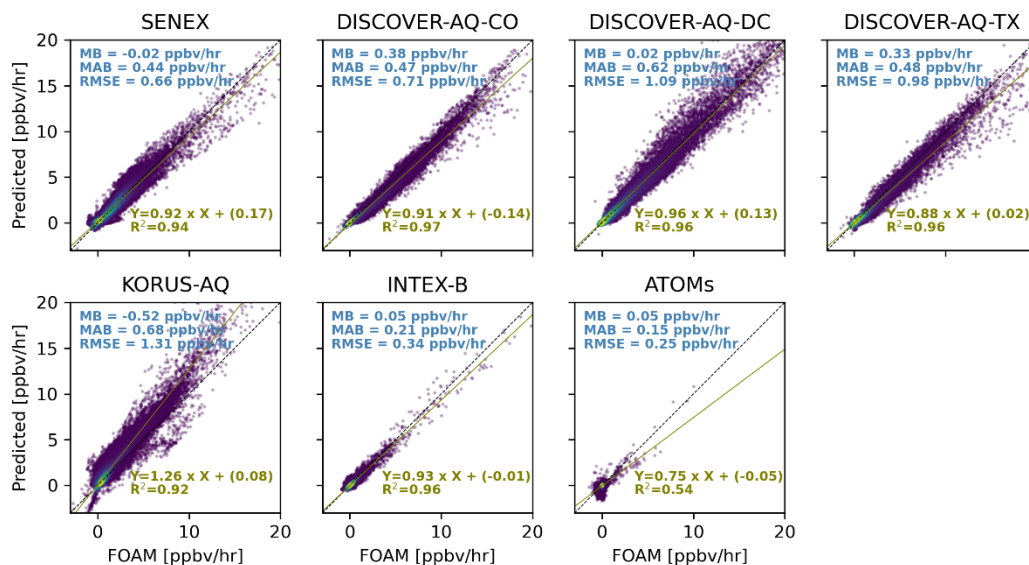 SENEX
DISCOVER-AQ-CO
DISCOVER-AQ-DC
DISCOVER-AQ-TX
Predicted [ppbv/hr]
20
15
10
5
0
MB = -0.02 ppbv/hr
MAB = 0.44 ppbv/hr
RMSE = 0.66 ppbv/hr
Y=0.92 x X + (0.17)
R²=0.94
MB = 0.38 ppbv/hr
MAB = 0.47 ppbv/hr
RMSE = 0.71 ppbv/hr
Y=0.91 x X + (-0.14)
R²=0.97
MB = 0.02 ppbv/hr
MAB = 0.62 ppbv/hr
RMSE = 1.09 ppbv/hr
Y=0.96 x X + (0.13)
R²=0.96
MB = 0.33 ppbv/hr
MAB = 0.48 ppbv/hr
RMSE = 0.98 ppbv/hr
Y=0.88 x X + (0.02)
R²=0.96
KORUS-AQ
INTEX-B
ATOMs
Predicted [ppbv/hr]
20
15
10
5
0
MB = -0.52 ppbv/hr
MAB = 0.68 ppbv/hr
RMSE = 1.31 ppbv/hr
Y=1.26 x X + (0.08)
R²=0.92
0 10 20
FOAM [ppbv/hr]
MB = 0.05 ppbv/hr
MAB = 0.21 ppbv/hr
RMSE = 0.34 ppbv/hr
Y=0.93 x X + (-0.01)
R²=0.96
0 10 20
FOAM [ppbv/hr]
MB = 0.05 ppbv/hr
MAB = 0.15 ppbv/hr
RMSE = 0.25 ppbv/hr
Y=0.75 x X + (-0.05)
R²=0.54
0 10 20
FOAM [ppbv/hr]